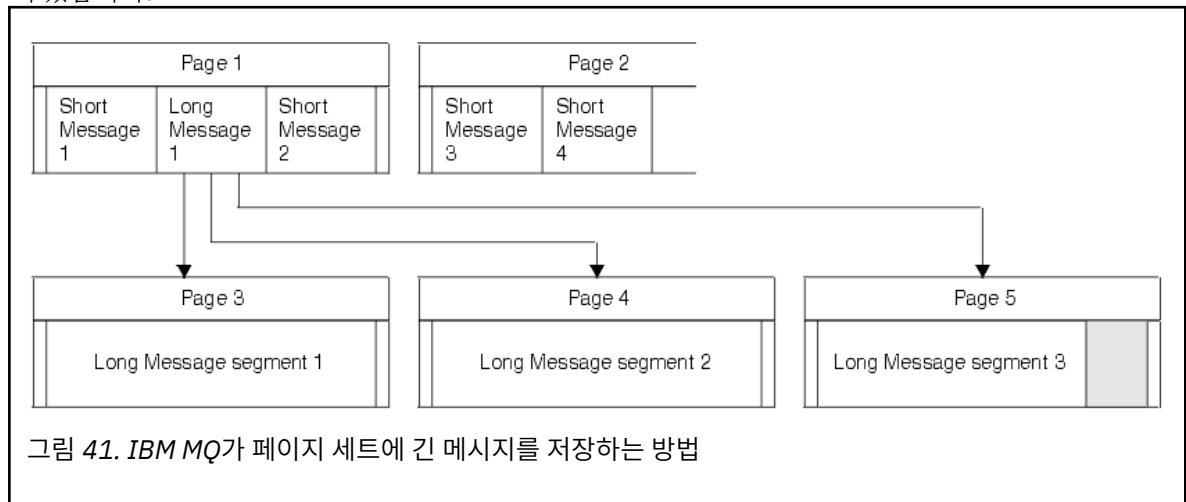 Page 1
Page 2
Short Message 1
Long Message 1
Short Message 2
Short Message 3
Short Message 4
Page 3
Page 4
Page 5
Long Message segment 1
Long Message segment 2
Long Message segment 3
그림 41. IBM MQ가 페이지 세트에 긴 메시지를 저장하는 방법